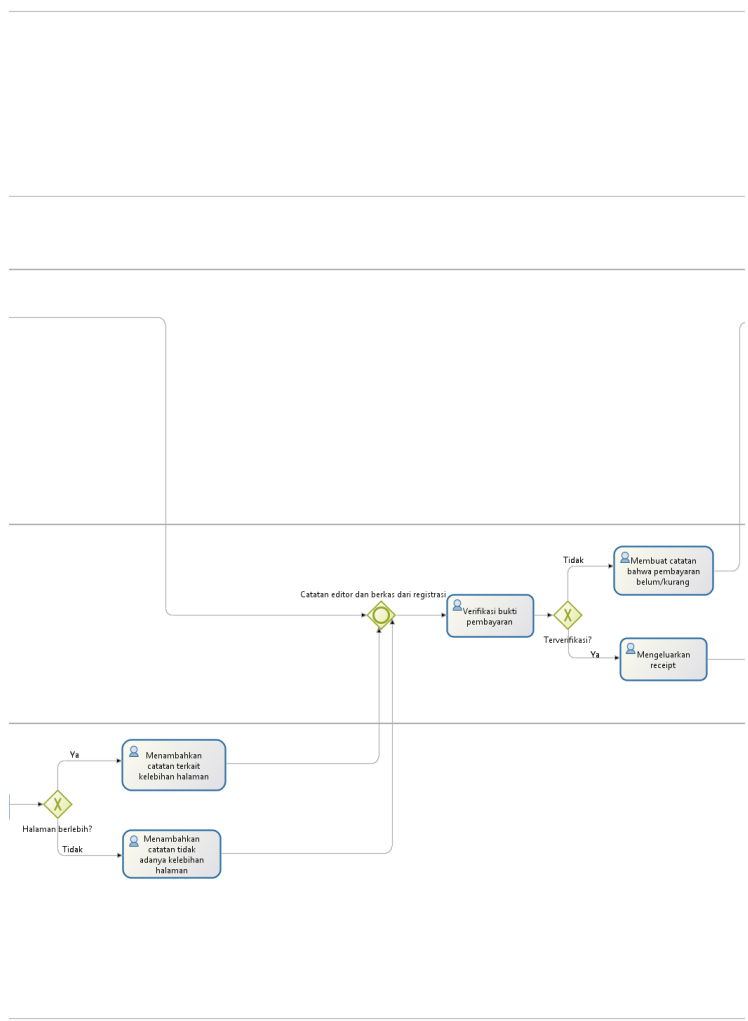 Tidak
Membuat catatan
bahwa pembayaran
belum/kurang
Catatan editor dan berkas dari registrasi
Verifikasi bukti
pembayaran
Terverifikasi?
Ya
Mengeluarkan
receipt
Ya
Menambahkan
catatan terkait
kelebihan halaman
Halaman berlebih?
Tidak
Menambahkan
catatan tidak
adanya kelebihan
halaman